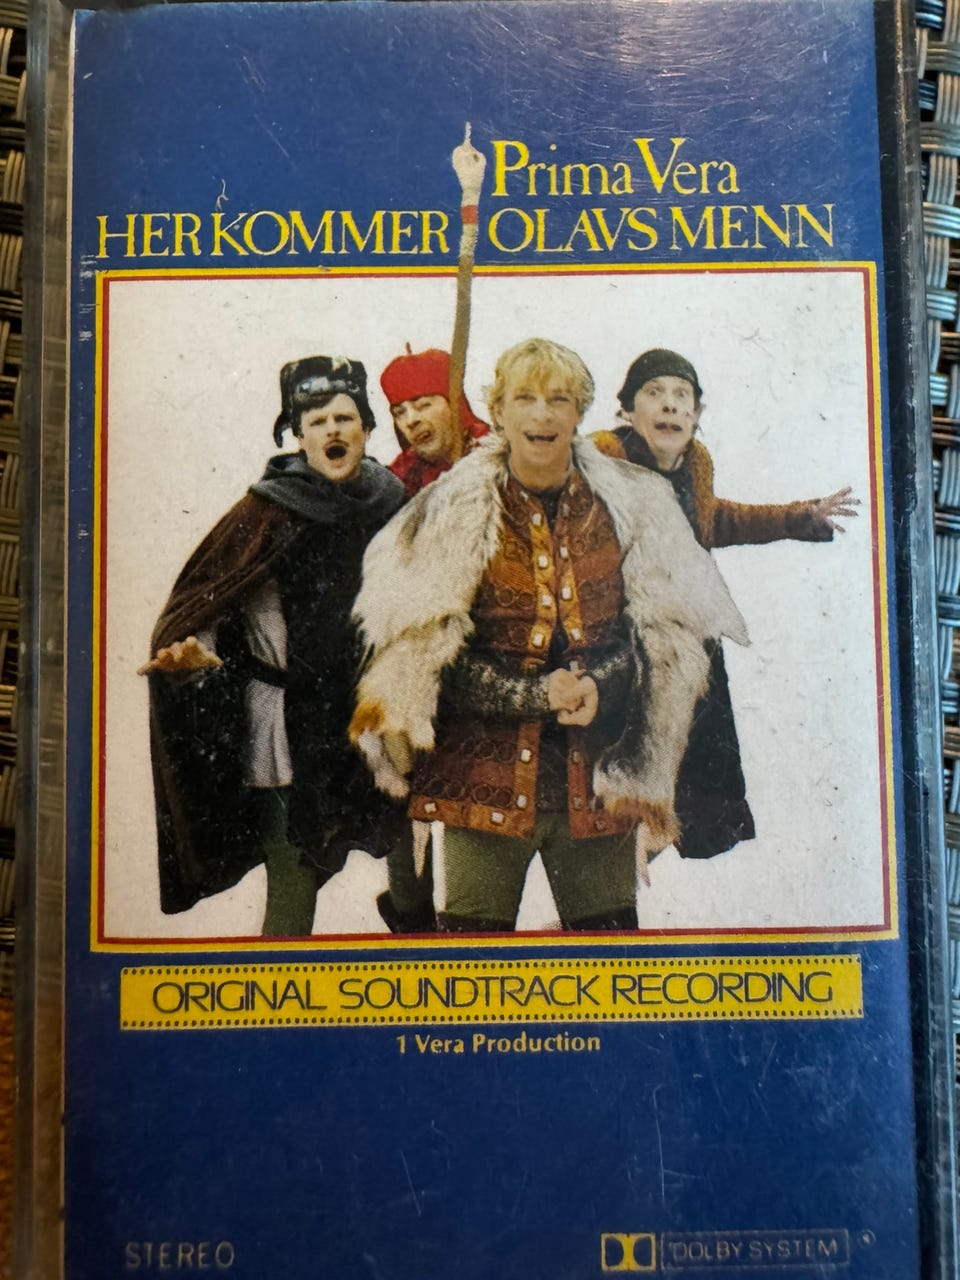 Prima Vera
HER KOMMER OLAVS MENN
ORIGINAL SOUNDTRACK RECORDING
1 Vera Production
STEREO
DOLBY SYSTEM